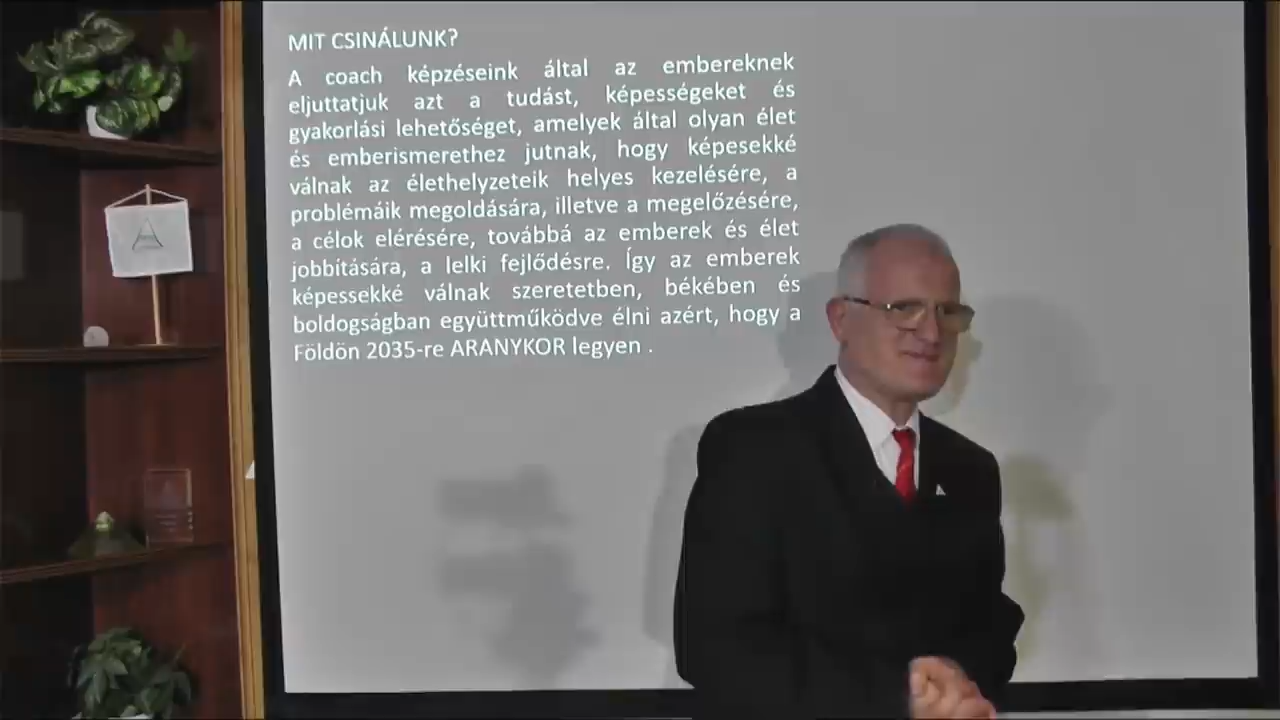 MIT CSINÁLUNK?
A coach képzéseink által az embereknek
eljuttatjuk azt a tudást, képességeket és
gyakorlási lehetőséget, amelyek által olyan élet
és emberismerethez jutnak, hogy képesekké
válnak az élethelyzeteik helyes kezelésére, a
problémáik megoldására, illetve a megelőzésére,
a célok elérésére, továbbá az emberek és élet
jobbítására, a lelki fejlődésre. Így az emberek
képessekké válnak szeretetben, békében és
boldogságban együttműködve élni azért, hogy a
Földön 2035-re ARANYKOR legyen .